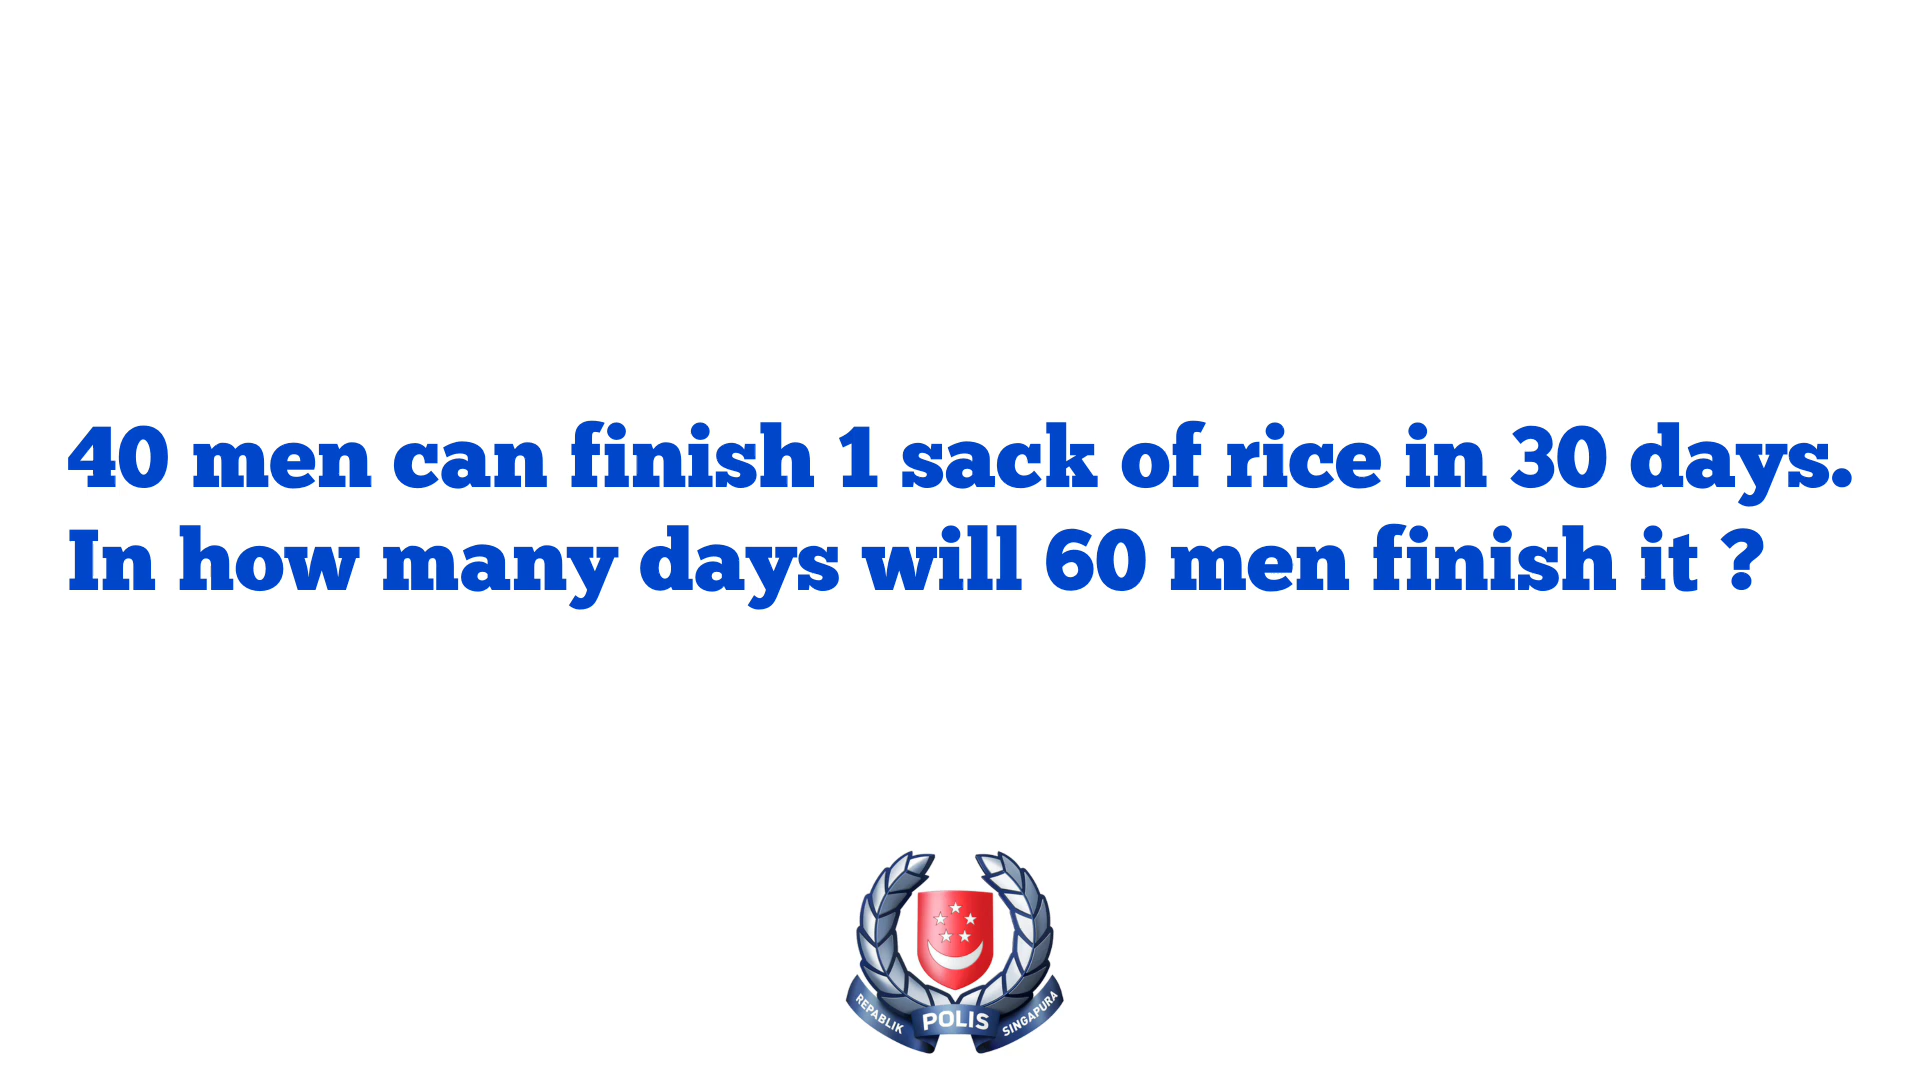 40 men can finish 1 sack of rice in 30 days.
In how many days will 60 men finish it ?
REPABLIK POLIS SINGAPURA